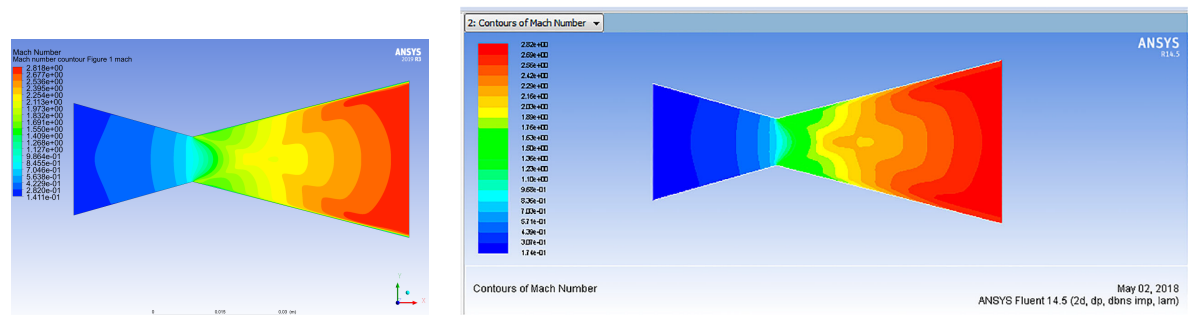 Mach Number
Mach number countour Figure 1 mach
ANSYS
2019 R3
2.818e+00
2.677e+00
2.536e+00
2.395e+00
2.254e+00
2.113e+00
1.973e+00
1.832e+00
1.691e+00
1.550e+00
1.409e+00
1.268e+00
1.127e+00
9.864e-01
8.455e-01
7.046e-01
5.638e-01
4.229e-01
2.820e-01
1.411e-01
Y
X
0 0.015 0.03 (m)
2: Contours of Mach Number
ANSYS
R14.5
2.82e+00
2.69e+00
2.56e+00
2.42e+00
2.29e+00
2.16e+00
2.03e+00
1.89e+00
1.76e+00
1.63e+00
1.50e+00
1.36e+00
1.23e+00
1.10e+00
9.68e-01
8.36e-01
7.03e-01
5.71e-01
4.39e-01
3.07e-01
1.74e-01
Contours of Mach Number
May 02, 2018
ANSYS Fluent 14.5 (2d, dp, dbns imp, lam)